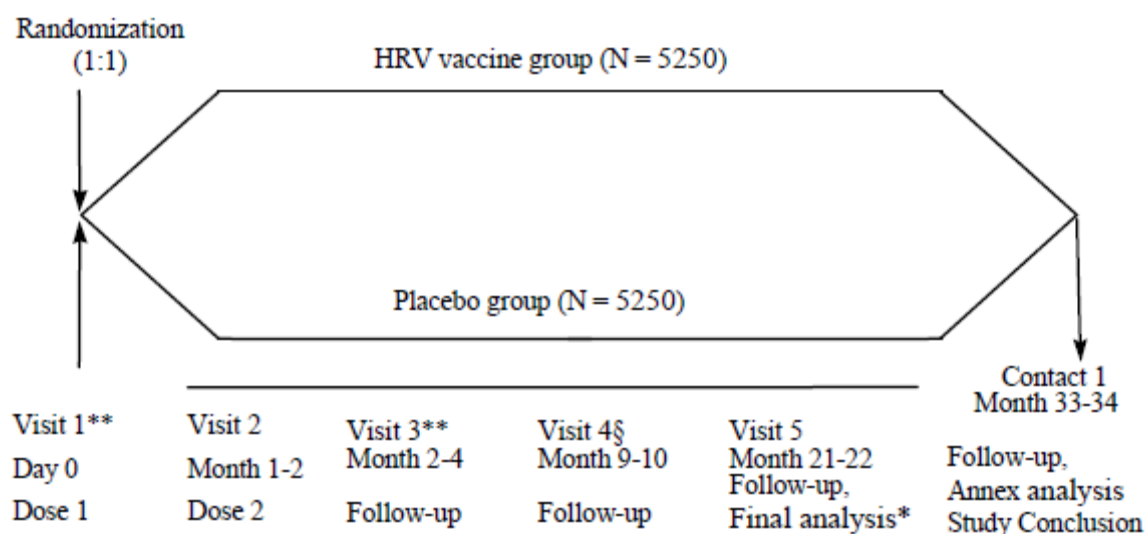 Randomization
(1:1)
HRV vaccine group (N = 5250)
Placebo group (N = 5250)
Contact 1
Month 33-34
Visit 1**
Day 0
Dose 1
Visit 2
Month 1-2
Dose 2
Visit 3**
Month 2-4
Follow-up
Visit 4§
Month 9-10
Follow-up
Visit 5
Month 21-22
Follow-up,
Final analysis*
Follow-up,
Annex analysis
Study Conclusion